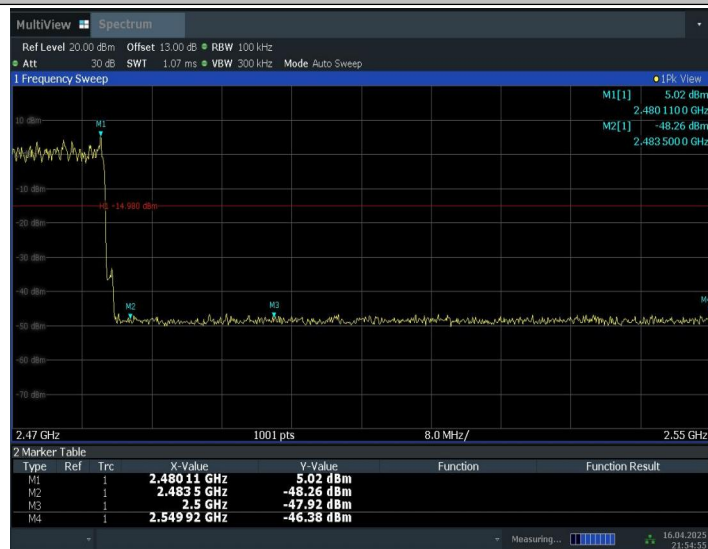 MultiView Spectrum
Ref Level 20.00 dBm Offset 13.00 dB RBW 100 kHz
Att 30 dB SWT 1.07 ms VBW 300 kHz Mode Auto Sweep
1 Frequency Sweep 1Pk View
M1[1] 5.02 dBm
2.480 110 0 GHz
M2[1] -48.26 dBm
2.483 500 0 GHz
10 dBm
M1
-10 dBm
H1 -14.980 dBm
-20 dBm
-30 dBm
-40 dBm
M2 M3 M4
-50 dBm
-60 dBm
-70 dBm
2.47 GHz 1001 pts 8.0 MHz/ 2.55 GHz
2 Marker Table
Type Ref Trc X-Value Y-Value Function Function Result
M1 1 2.480 11 GHz 5.02 dBm
M2 1 2.483 5 GHz -48.26 dBm
M3 1 2.5 GHz -47.92 dBm
M4 1 2.549 92 GHz -46.38 dBm
Measuring... 16.04.2025
21:54:55